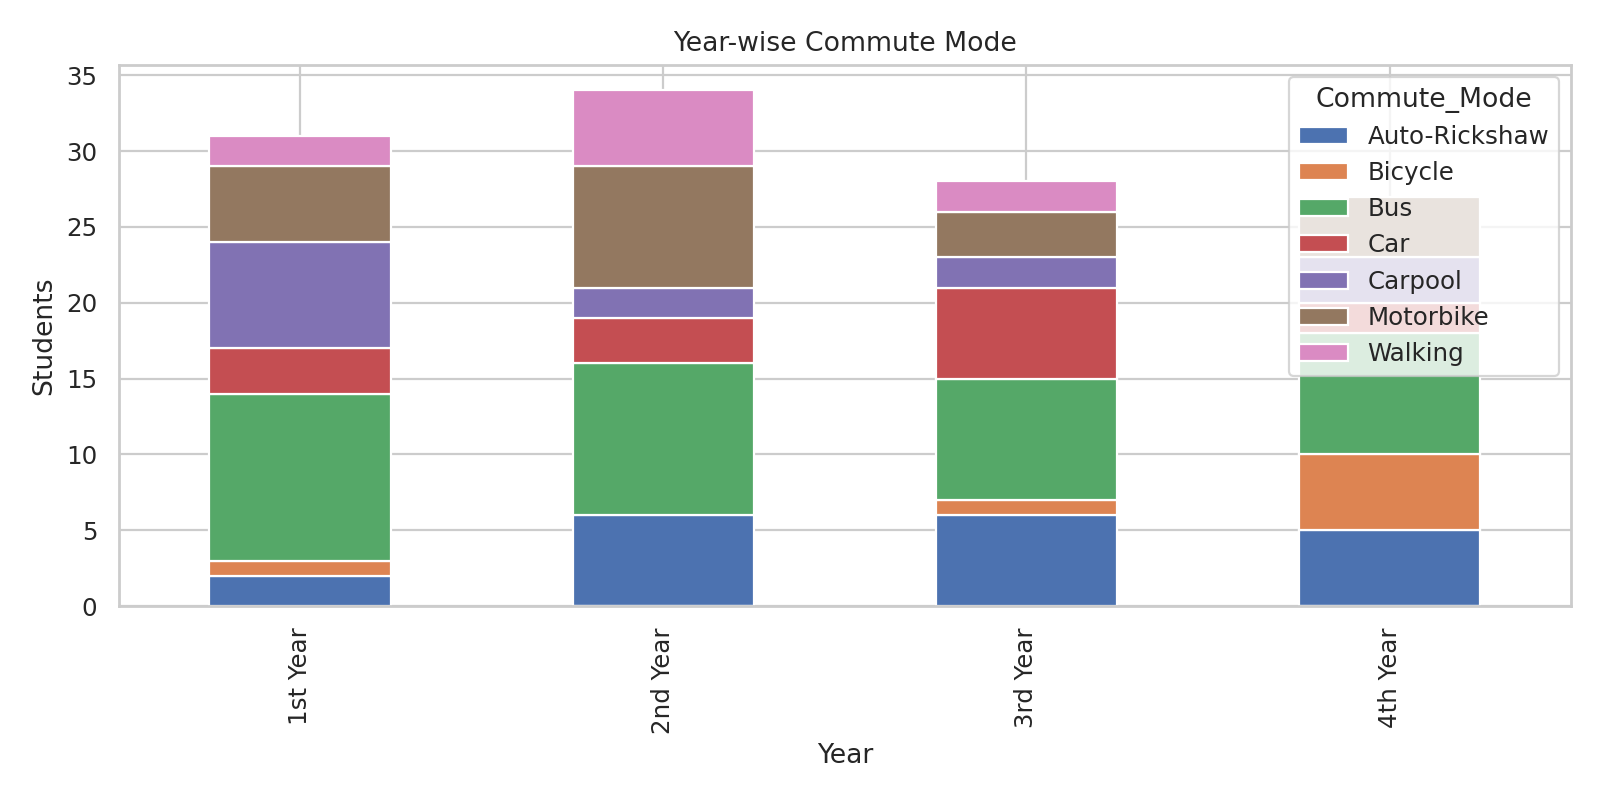 Year-wise Commute Mode
Students
35
30
25
20
15
10
5
0
Commute_Mode
Auto-Rickshaw
Bicycle
Bus
Car
Carpool
Motorbike
Walking
1st Year
2nd Year
3rd Year
4th Year
Year